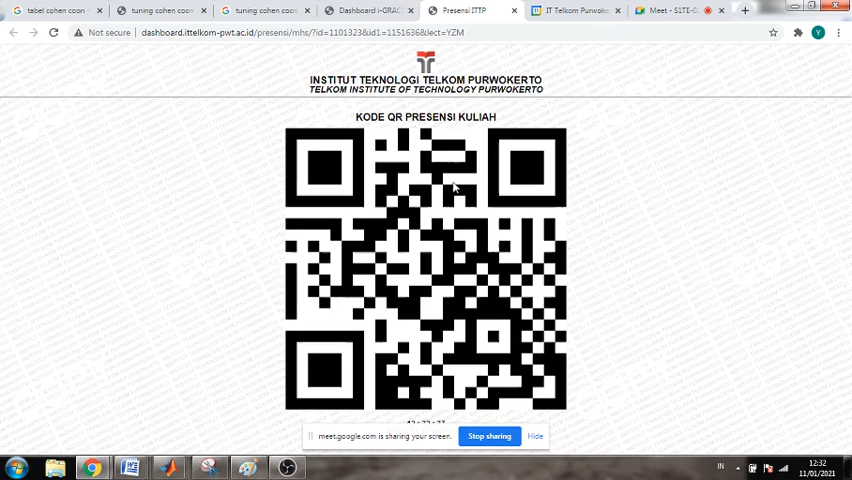 tabel cohen coon
tuning cohen coon
tuning cohen coon
Dashboard i-GRAC
Presensi ITTP
IT Telkom Purwoke
Meet - S1TE-0
Not secure
dashboard.ittelkom-pwt.ac.id/presensi/mhs/?id=1101323&id1=1151636&lect=YZM
Y
INSTITUT TEKNOLOGI TELKOM PURWOKERTO
TELKOM INSTITUTE OF TECHNOLOGY PURWOKERTO
KODE QR PRESENSI KULIAH
meet.google.com is sharing your screen.
Stop sharing
Hide
IN
12:32
11/01/2021